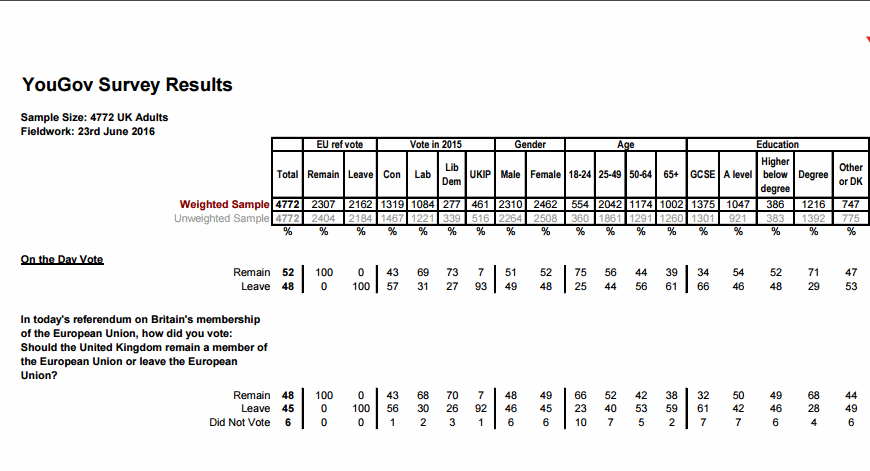 YouGov Survey Results
Sample Size: 4772 UK Adults
Fieldwork: 23rd June 2016
EU ref vote Vote in 2015 Gender Age Education
Total Remain Leave Con Lab Lib Dem UKIP Male Female 18-24 25-49 50-64 65+ GCSE A level Higher below degree Degree Other or DK
Weighted Sample 4772 2307 2162 1319 1084 277 461 2310 2462 554 2042 1174 1002 1375 1047 386 1216 747
Unweighted Sample 4772 2404 2184 1467 1221 339 516 2264 2508 360 1861 1291 1260 1301 921 383 1392 775
% % % % % % % % % % % % % % % % % %
On the Day Vote
Remain 52 100 0 43 69 73 7 51 52 75 56 44 39 34 54 52 71 47
Leave 48 0 100 57 31 27 93 49 48 25 44 56 61 66 46 48 29 53
In today's referendum on Britain's membership
of the European Union, how did you vote:
Should the United Kingdom remain a member of
the European Union or leave the European
Union?
Remain 48 100 0 43 68 70 7 48 49 66 52 42 38 32 50 49 68 44
Leave 45 0 100 56 30 26 92 46 45 23 40 53 59 61 42 46 28 49
Did Not Vote 6 0 0 1 2 3 1 6 6 10 7 5 2 7 7 6 4 6